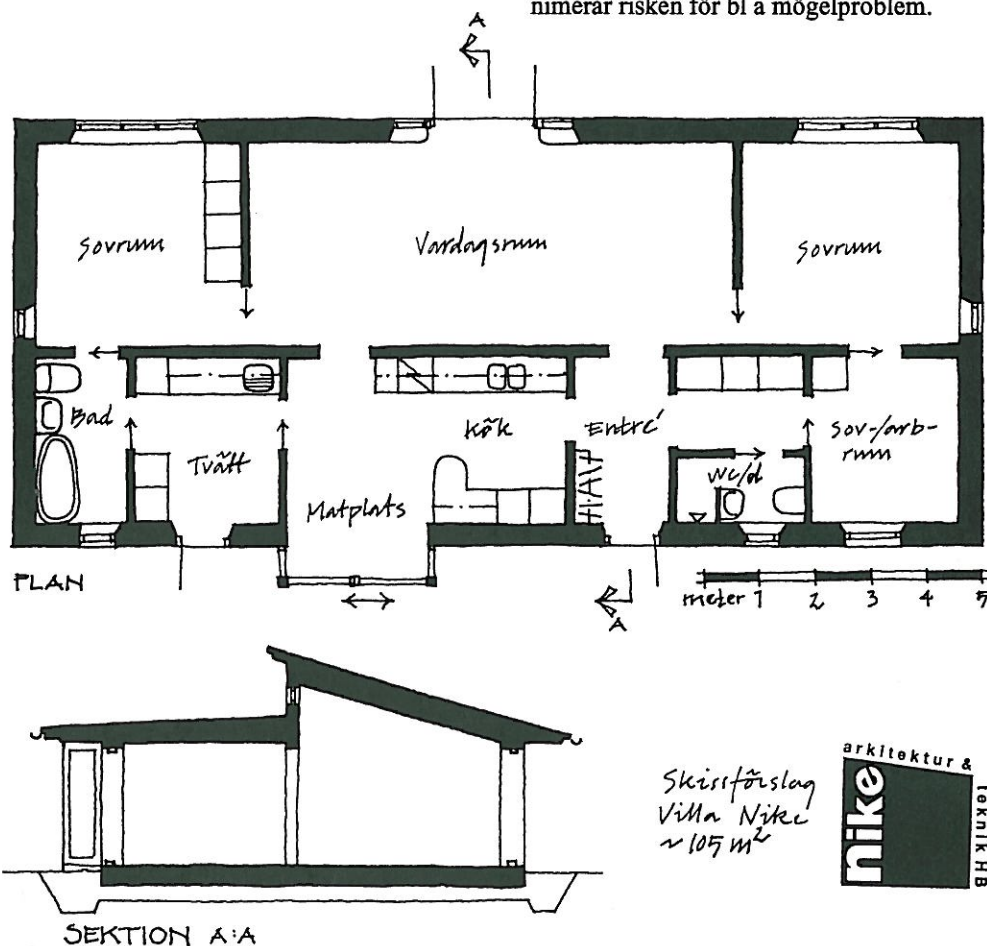 nimerar risken för bl a mögelproblem.
A
Sovrum
Vardagsrum
Sovrum
Bad
Tvätt
Matplats
Kök
Entré
WC/d
Sov-/arb-
rum
PLAN
meter 1 2 3 4 5
A
SEKTION A:A
Skissförslag
Villa Nike
~105 m²
arkitektur &
nike
teknik HB